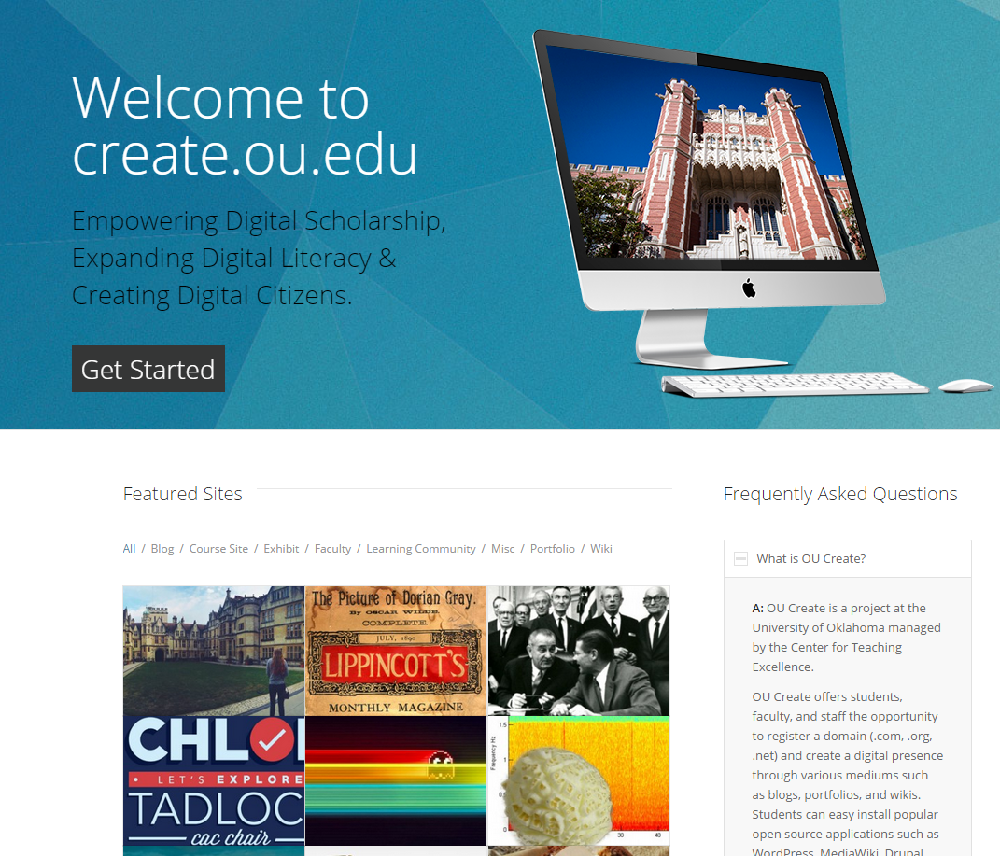 Welcome to
create.ou.edu
Empowering Digital Scholarship,
Expanding Digital Literacy &
Creating Digital Citizens.
Get Started
Featured Sites
All / Blog / Course Site / Exhibit / Faculty / Learning Community / Misc / Portfolio / Wiki
The Picture of Dorian Gray.
BY OSCAR WILDE.
COMPLETE.
JULY, 1890
LIPPINCOTT'S
MONTHLY MAGAZINE
CHLO
LET'S EXPLORE
TADLOC
cac chair
Frequency Hz
1.5
1
0
30
40
Frequently Asked Questions
What is OU Create?
A: OU Create is a project at the
University of Oklahoma managed
by the Center for Teaching
Excellence.
OU Create offers students,
faculty, and staff the opportunity
to register a domain (.com, .org,
.net) and create a digital presence
through various mediums such
as blogs, portfolios, and wikis.
Students can easy install popular
open source applications such as
WordPress, MediaWiki, Drupal,